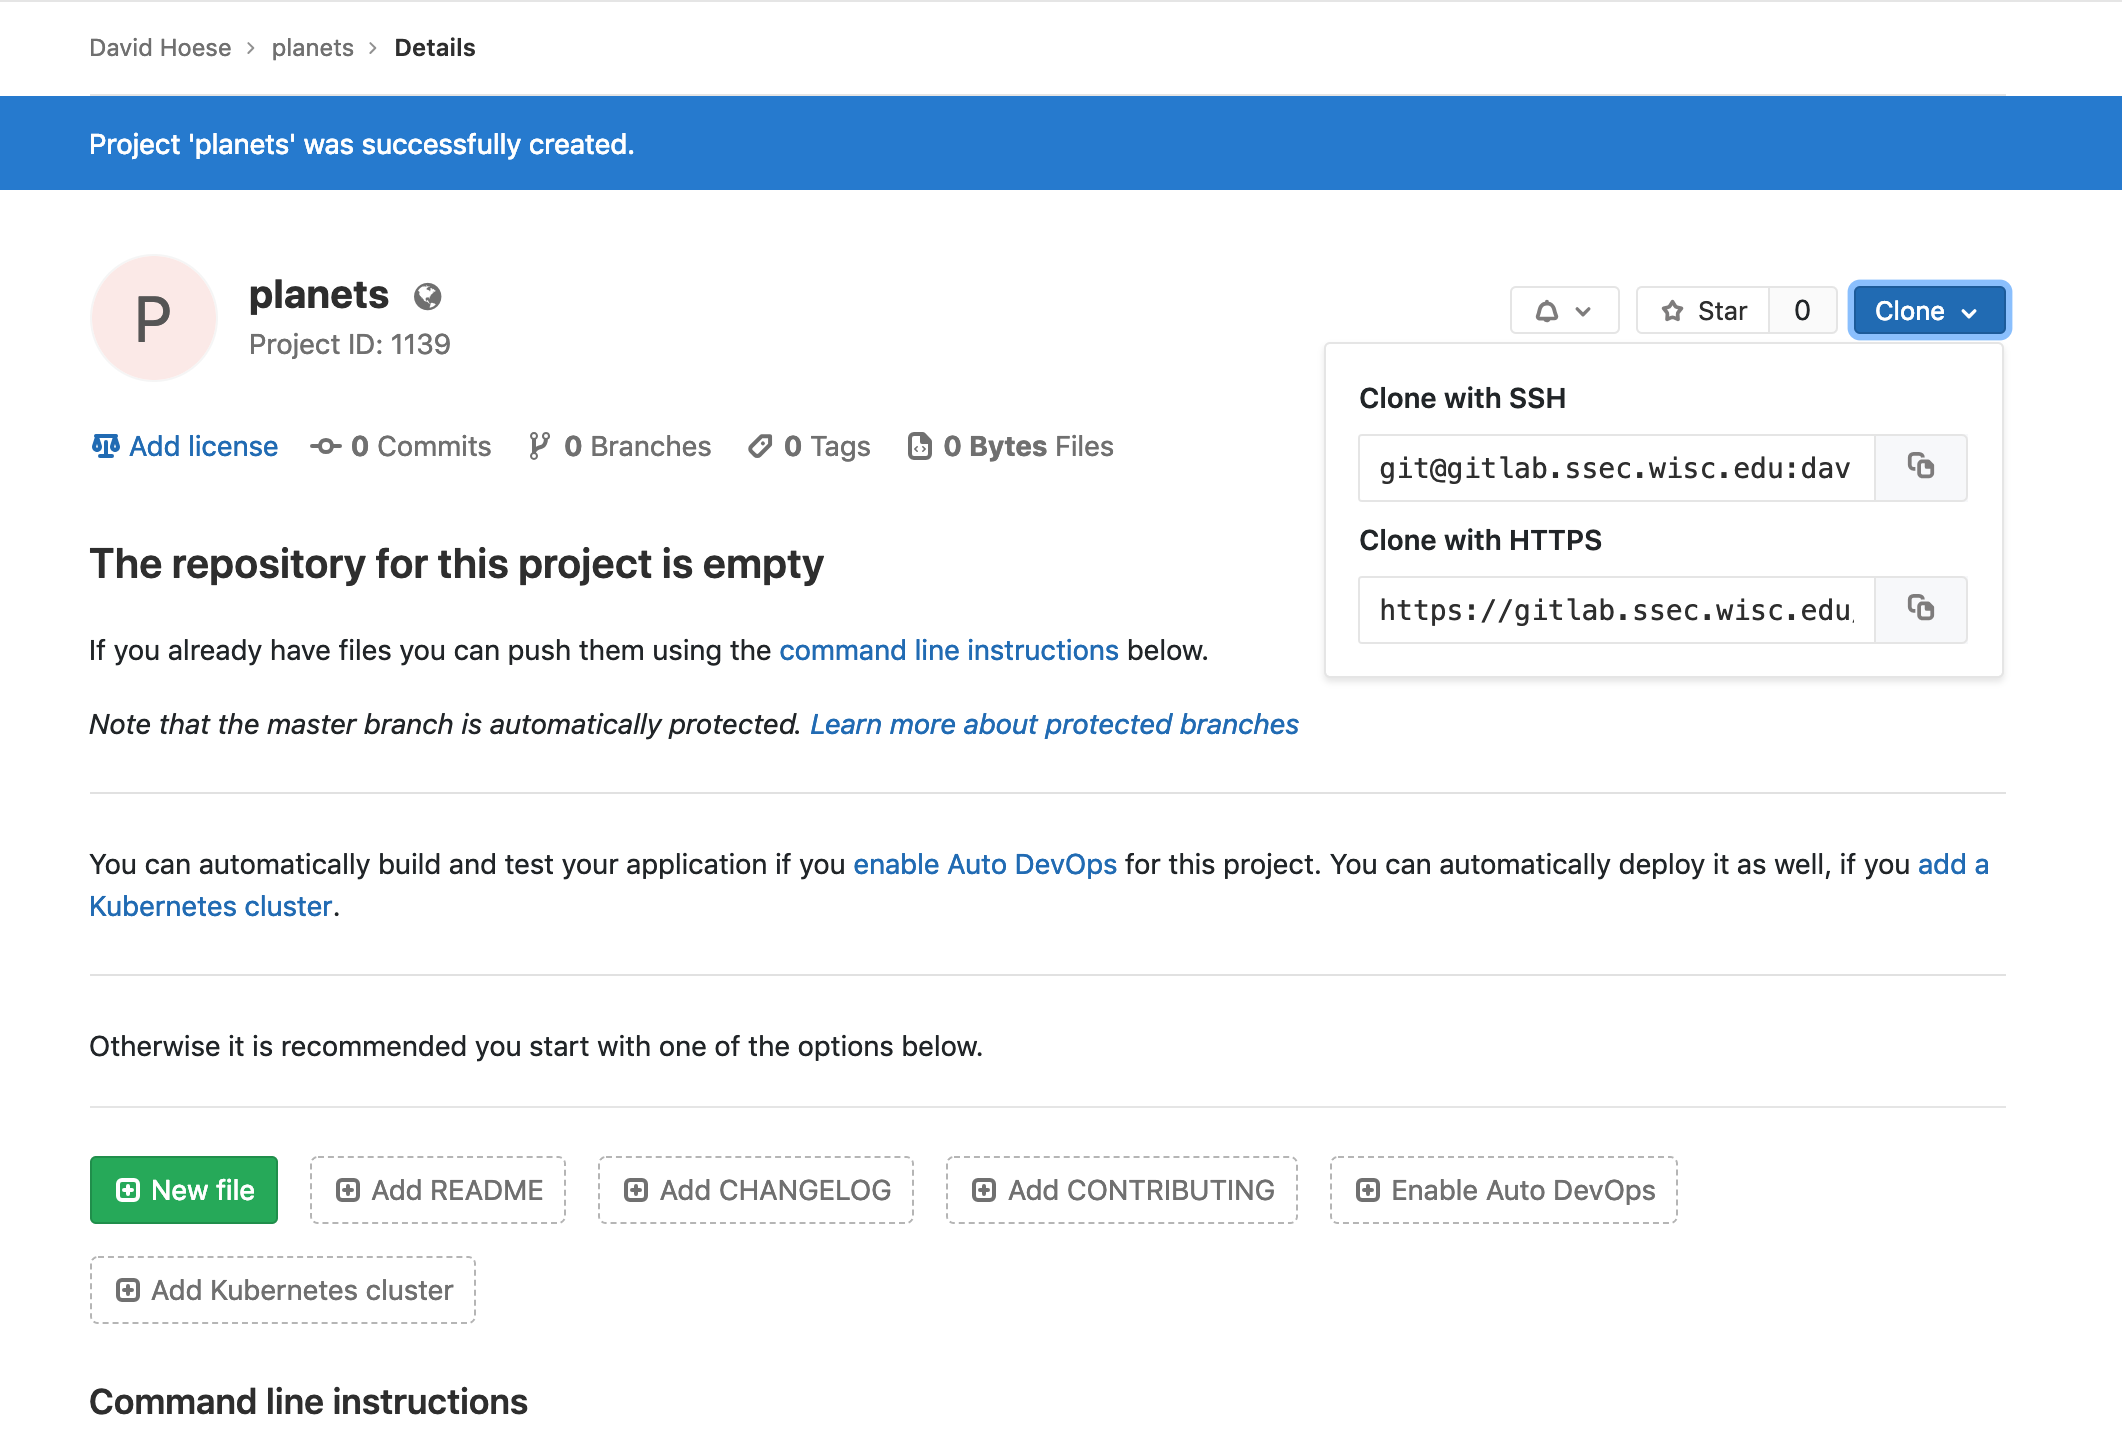 David Hoese > planets > Details
Project 'planets' was successfully created.
P
planets
Project ID: 1139
Star 0 Clone
Add license 0 Commits 0 Branches 0 Tags 0 Bytes Files
Clone with SSH
git@gitlab.ssec.wisc.edu:dav
Clone with HTTPS
https://gitlab.ssec.wisc.edu
The repository for this project is empty
If you already have files you can push them using the command line instructions below.
Note that the master branch is automatically protected. Learn more about protected branches
You can automatically build and test your application if you enable Auto DevOps for this project. You can automatically deploy it as well, if you add a
Kubernetes cluster.
Otherwise it is recommended you start with one of the options below.
New file Add README Add CHANGELOG Add CONTRIBUTING Enable Auto DevOps
Add Kubernetes cluster
Command line instructions